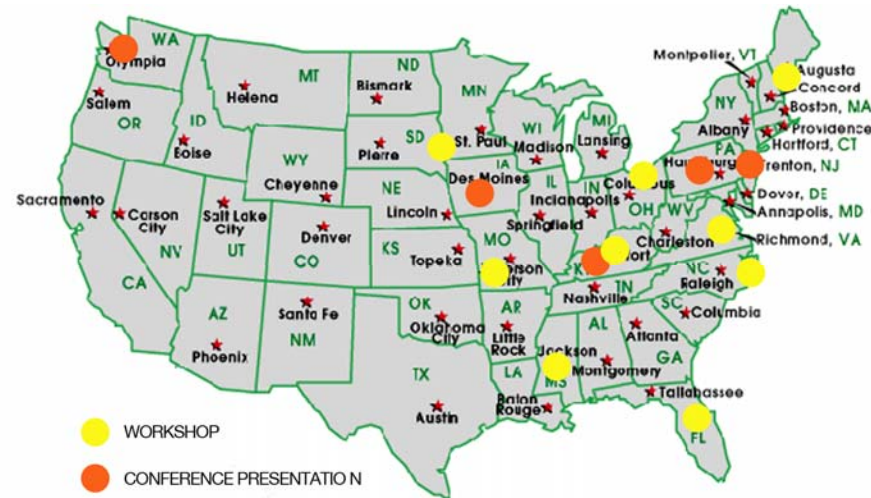 WA
Olympia
MT
ND
MN
Montpelier, VT
Augusta
Concord
Helena
Bismarck
Salem
OR
ID
Boise
SD
Pierre
St. Paul
WI
Madison
MI
Lansing
NY
Albany
Boston, MA
Providence
Hartford, CT
WY
Cheyenne
IA
Des Moines
PA
Trenton, NJ
Sacramento
Carson
City
NV
Salt Lake
City
UT
NE
Lincoln
IL
Springfield
IN
Indianapolis
OH
WV
Charleston
Dover, DE
Annapolis, MD
Richmond, VA
Denver
CO
KS
Topeka
MO
City
CA
AZ
Phoenix
Santa Fe
NM
OK
Oklahoma
City
AR
Little
Rock
Nashville
TN
NC
Raleigh
SC
Columbia
TX
Austin
LA
Baton
Rouge
Jackson
MS
AL
Montgomery
Atlanta
GA
Tallahassee
FL
WORKSHOP
CONFERENCE PRESENTATIO N